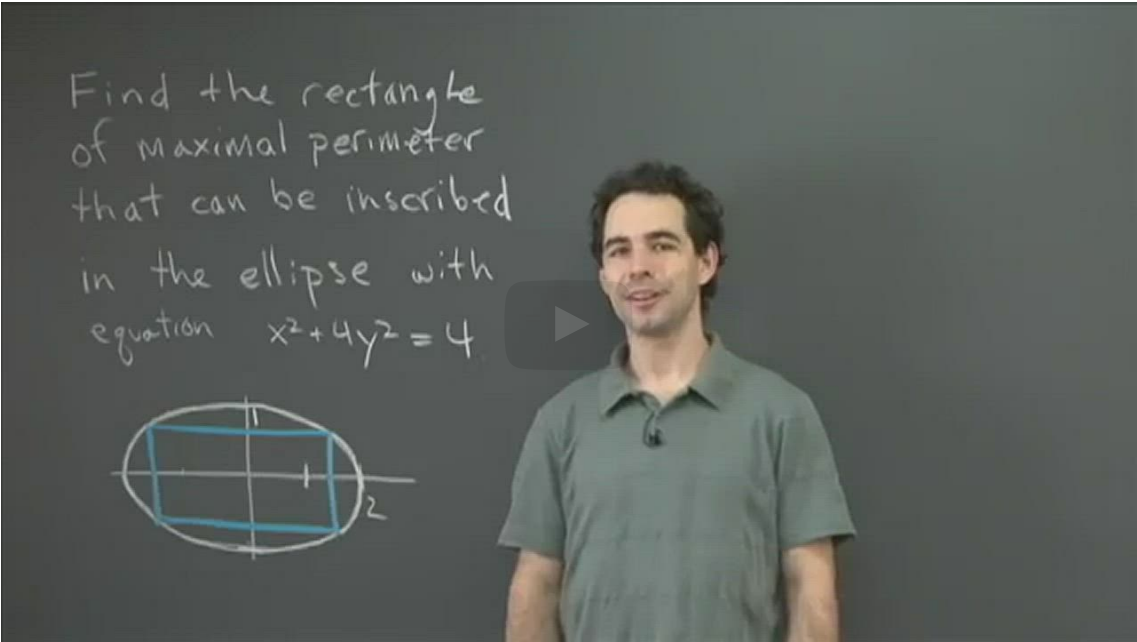 Find the rectangle
of maximal perimeter
that can be inscribed
in the ellipse with
equation x² + 4y² = 4
1
1
2